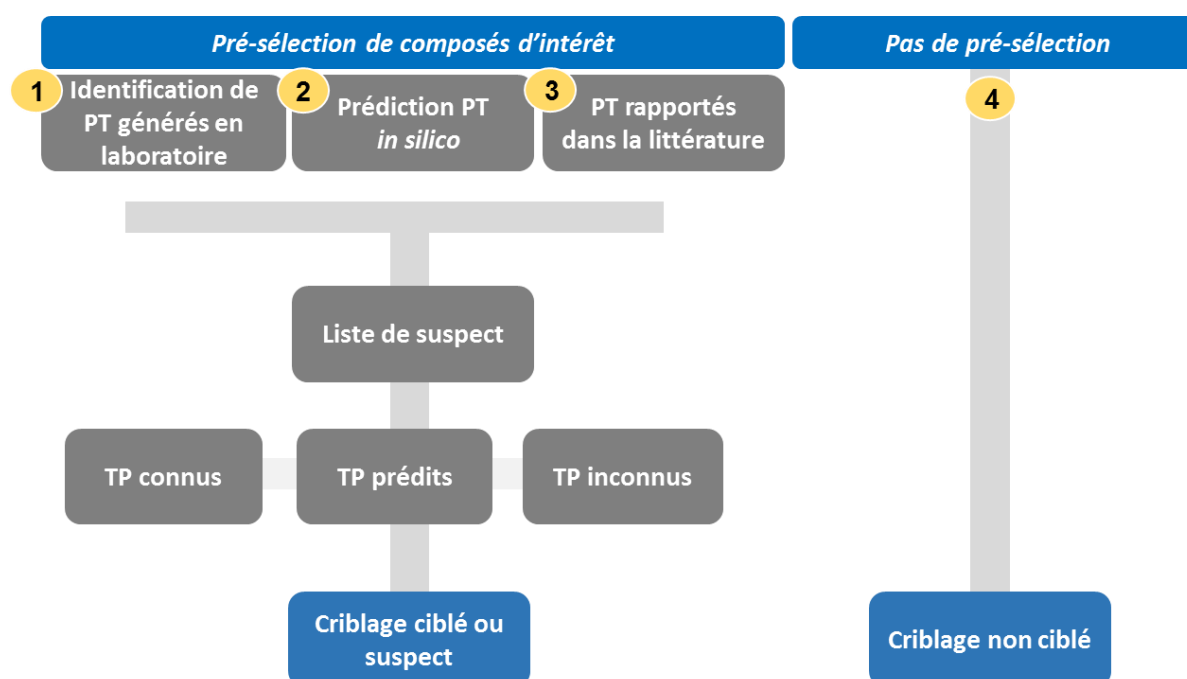 Pré-sélection de composés d'intérêt
Pas de pré-sélection
1
Identification de
PT générés en
laboratoire
2
Prédiction PT
in silico
3
PT rapportés
dans la littérature
4
Liste de suspect
TP connus
TP prédits
TP inconnus
Criblage ciblé ou
suspect
Criblage non ciblé